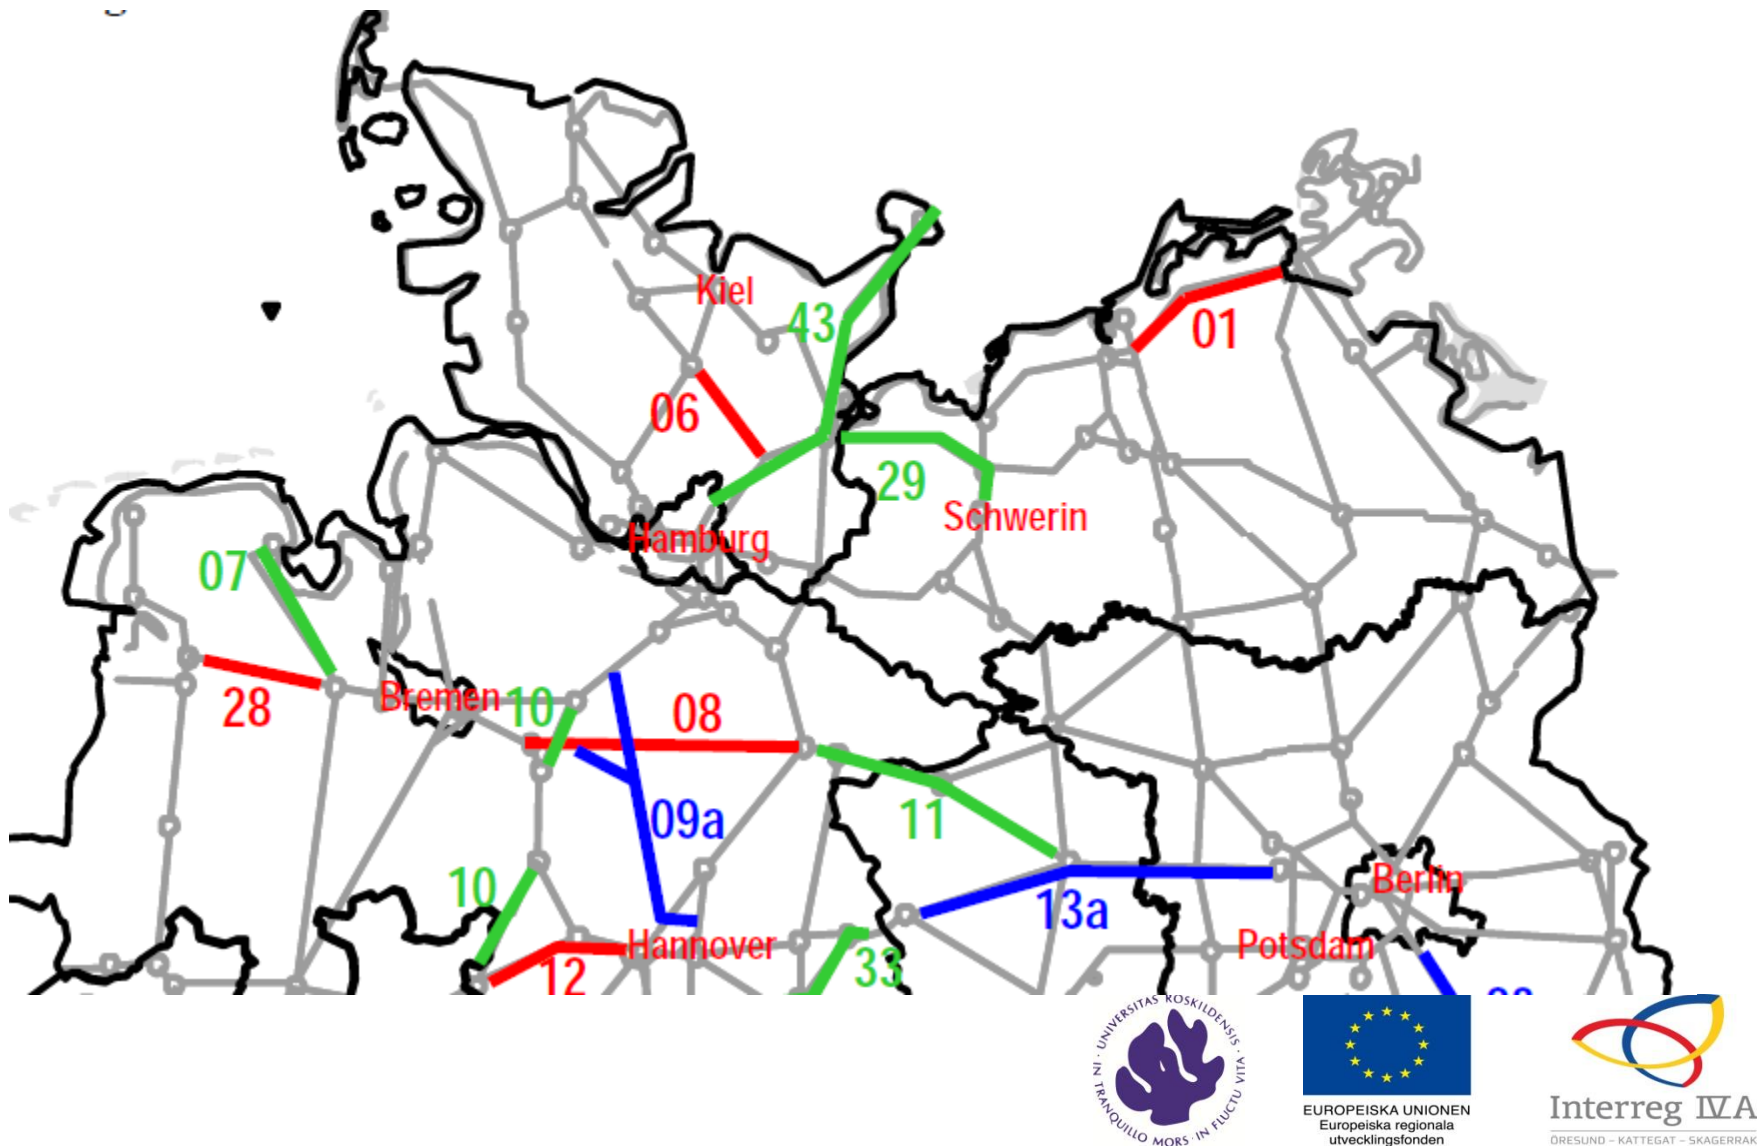 Kiel
43
01
06
29
Schwerin
Hamburg
07
28
Bremen
10
08
09a
11
10
Berlin
13a
Hannover
12
33
Potsdam
IN TRANQUILLO MORS · IN FLUCTU VITA · UNIVERSITAS ROSKILDENSIS ·
EUROPEISKA UNIONEN
Europeiska regionala
utvecklingsfonden
Interreg IV A
ÖRESUND – KATTEGAT – SKAGERRAK